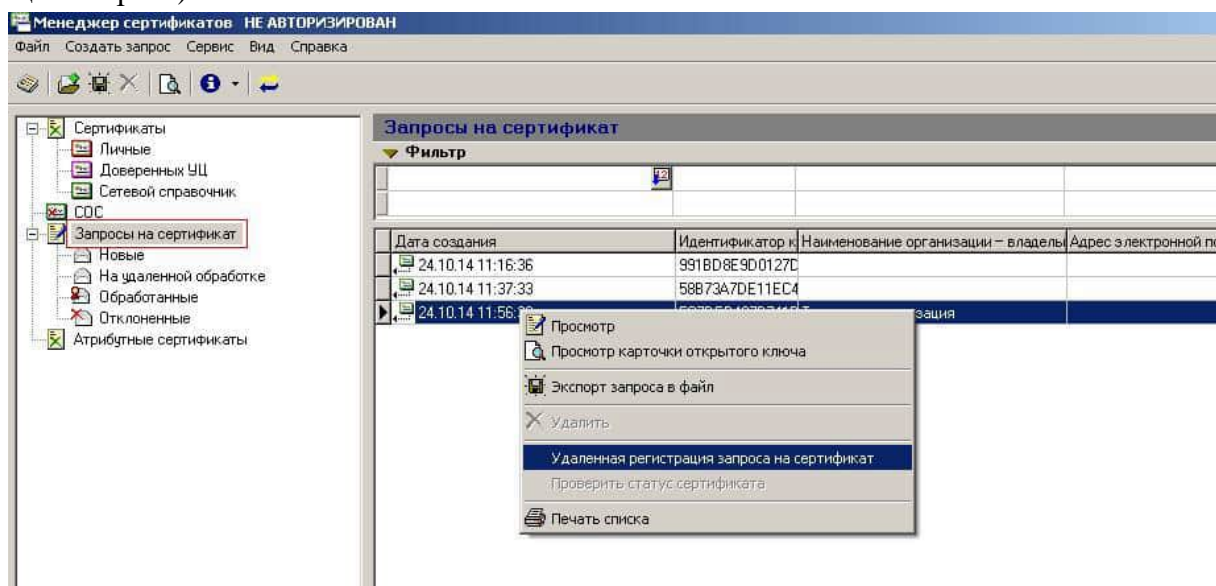 Менеджер сертификатов НЕ АВТОРИЗИРОВАН
Файл Создать запрос Сервис Вид Справка
Сертификаты
Личные
Доверенных УЦ
Сетевой справочник
СОС
Запросы на сертификат
Новые
На удаленной обработке
Обработанные
Отклоненные
Атрибутные сертификаты
Запросы на сертификат
Фильтр
Дата создания Идентификатор к Наименование организации – владелы Адрес электронной по
24.10.14 11:16:36 991BD8E9D0127D
24.10.14 11:37:33 58B73A7DE11EC4
24.10.14 11:56: зация
Просмотр
Просмотр карточки открытого ключа
Экспорт запроса в файл
Удалить
Удаленная регистрация запроса на сертификат
Проверить статус сертификата
Печать списка